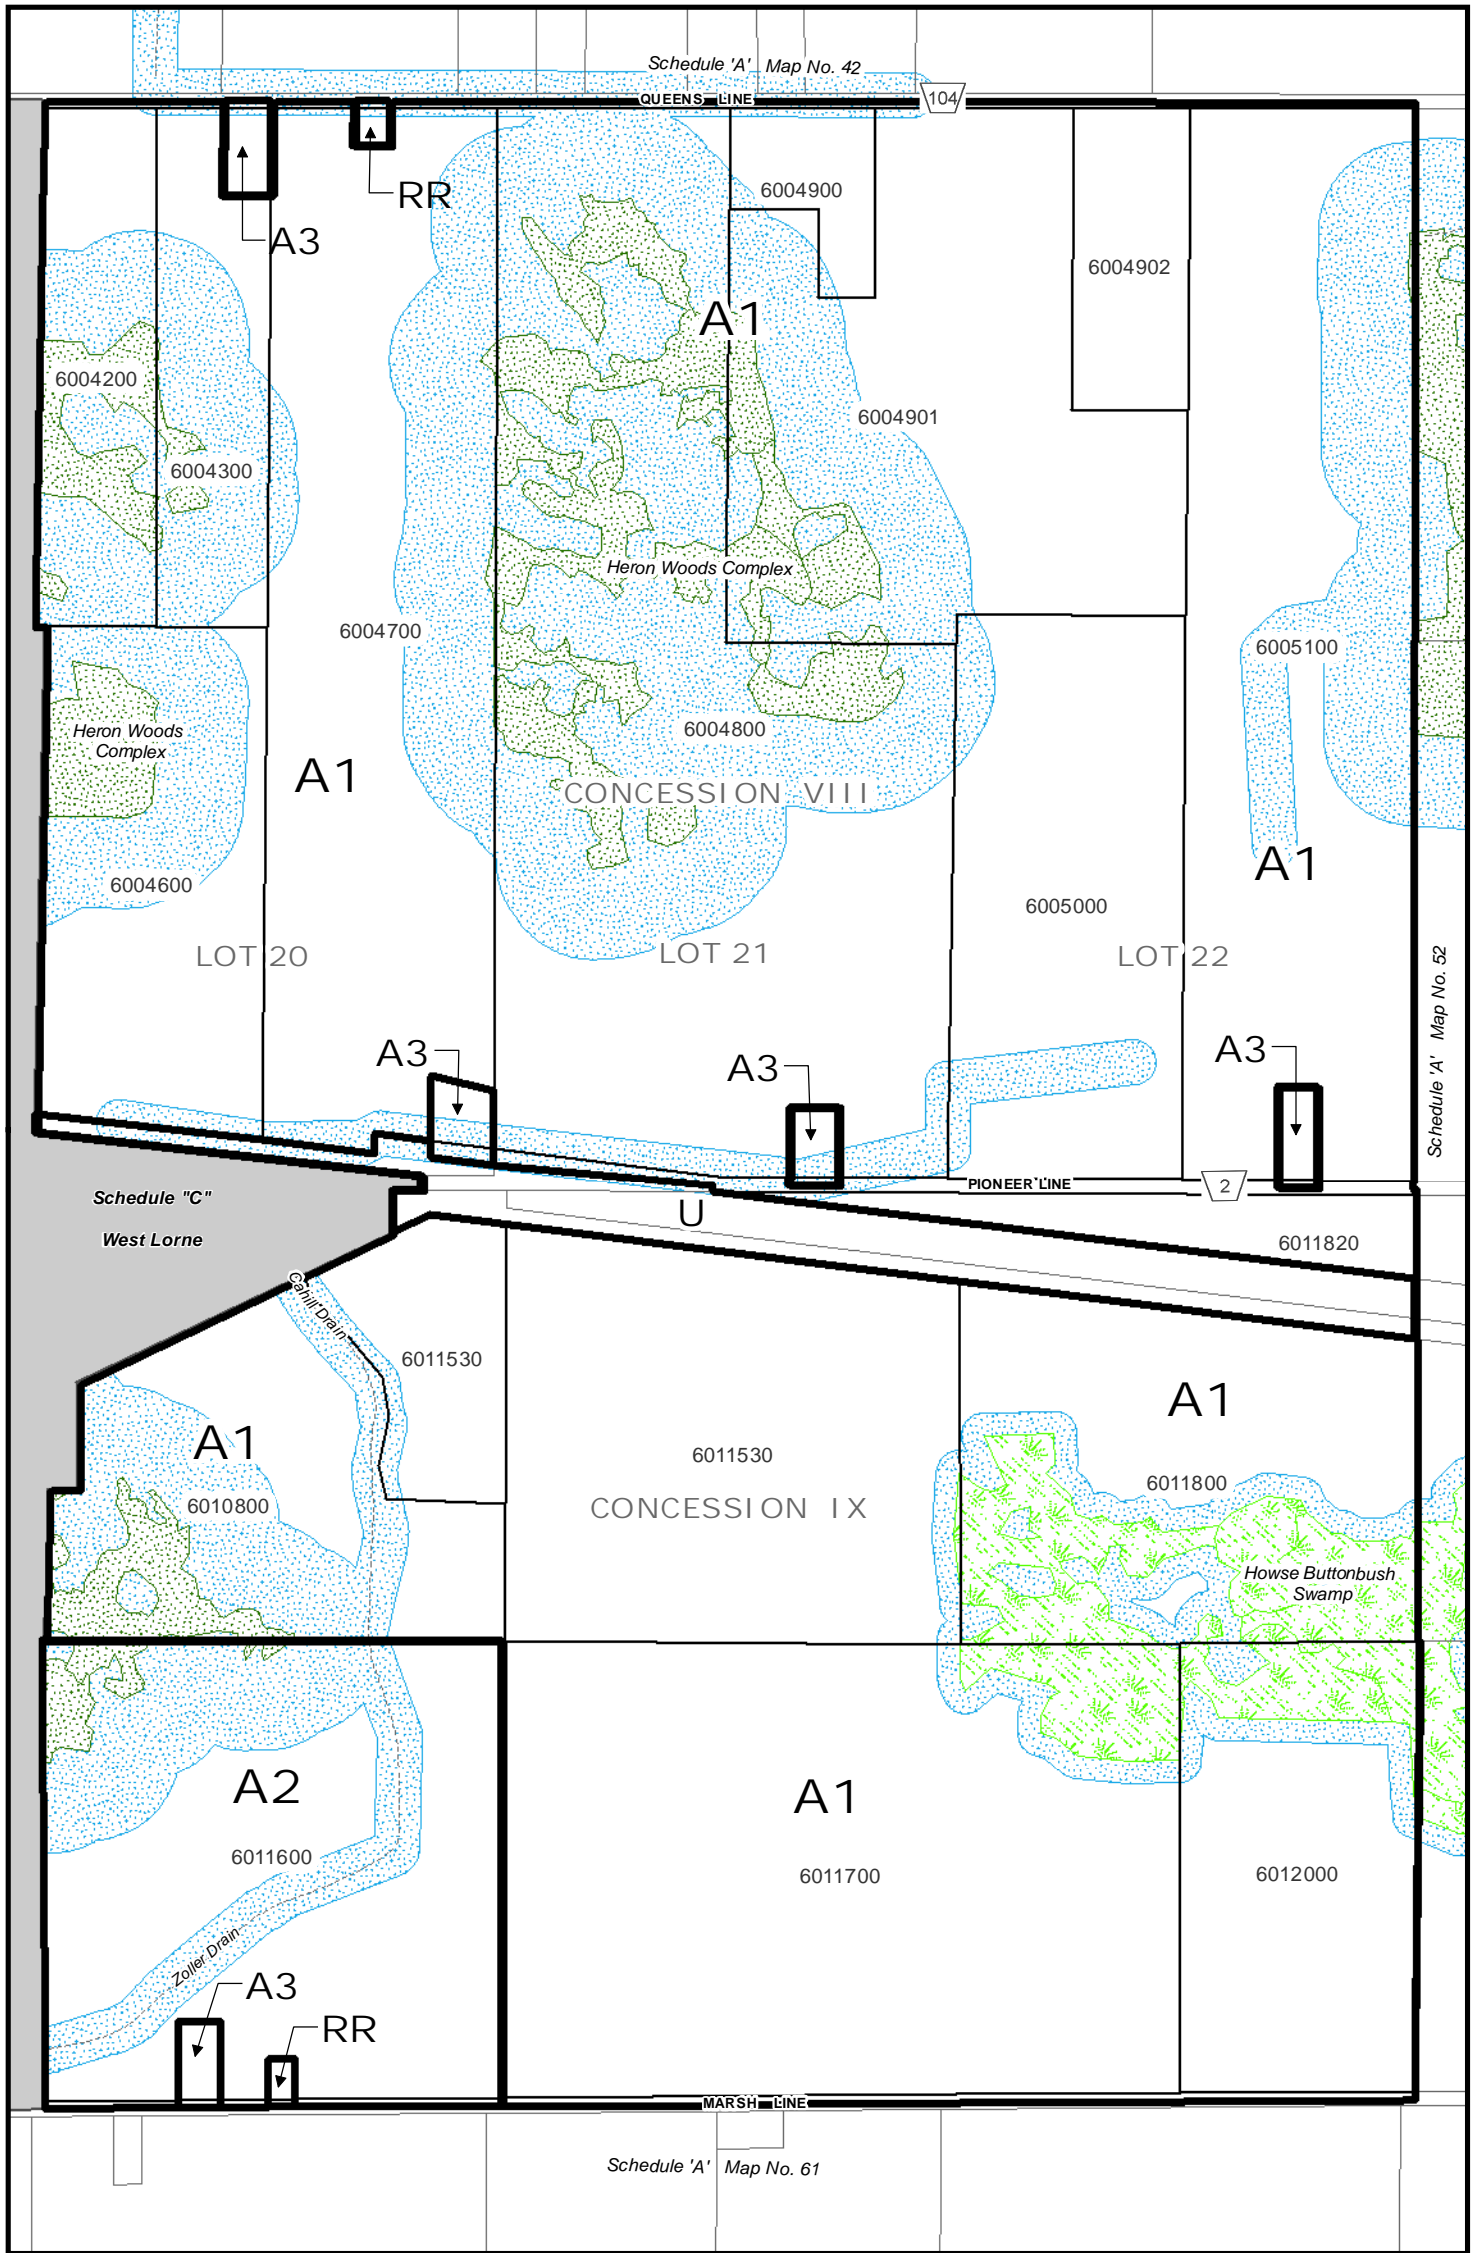 Schedule 'A' Map No. 42
QUEENS LINE
104
RR
A3
6004900
6004902
A1
6004200
6004901
6004300
Heron Woods Complex
6004700
6005100
Heron Woods
Complex
6004800
A1
CONCESSION VIII
A1
6004600
6005000
LOT 20
LOT 21
LOT 22
Schedule 'A' Map No. 52
A3
A3
A3
PIONEER LINE
2
Schedule "C"
West Lorne
U
6011820
Cahill Drain
6011530
A1
A1
6011530
6011800
6010800
CONCESSION IX
Howse Buttonbush
Swamp
A2
A1
6011600
6011700
6012000
Zoller Drain
A3
RR
MARSH LINE
Schedule 'A' Map No. 61